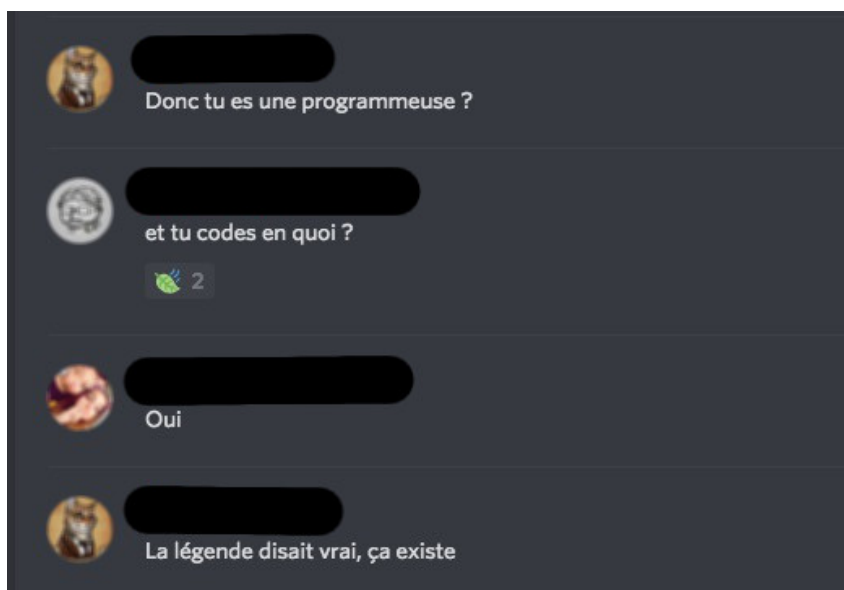 Donc tu es une programmeuse ?
et tu codes en quoi ?
2
Oui
La légende disait vrai, ça existe